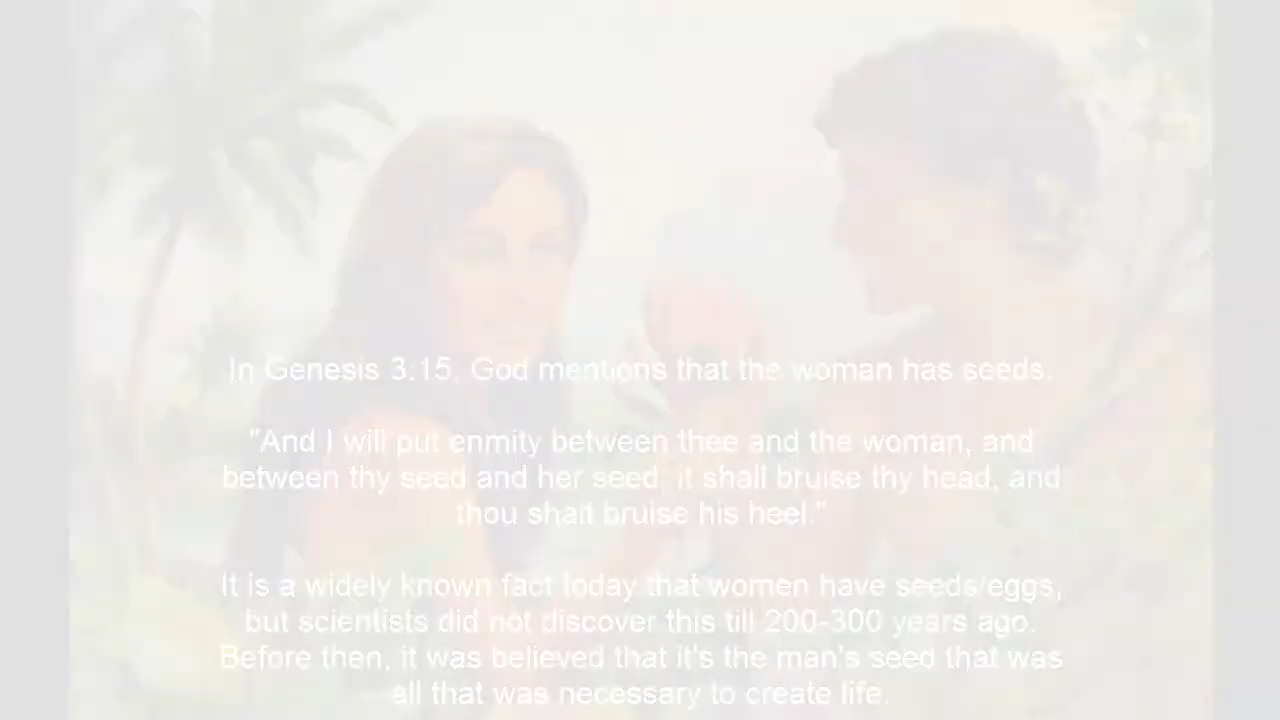 In Genesis 3:15, God mentions that the woman has seeds.
"And I will put enmity between thee and the woman, and
between thy seed and her seed; it shall bruise thy head, and
thou shalt bruise his heel."
It is a widely known fact today that women have seeds/eggs,
but scientists did not discover this till 200-300 years ago.
Before then, it was believed that it's the man's seed that was
all that was necessary to create life.